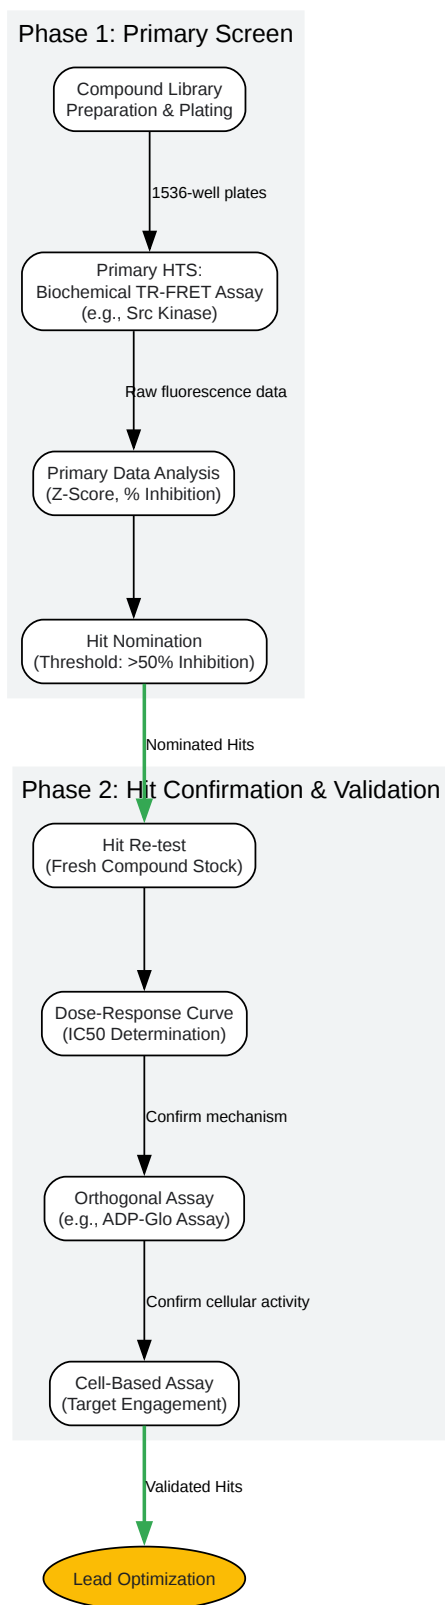 Phase 1: Primary Screen
Compound Library
Preparation & Plating
1536-well plates
Primary HTS:
Biochemical TR-FRET Assay
(e.g., Src Kinase)
Raw fluorescence data
Primary Data Analysis
(Z-Score, % Inhibition)
Hit Nomination
(Threshold: >50% Inhibition)
Nominated Hits
Phase 2: Hit Confirmation & Validation
Hit Re-test
(Fresh Compound Stock)
Dose-Response Curve
(IC50 Determination)
Confirm mechanism
Orthogonal Assay
(e.g., ADP-Glo Assay)
Confirm cellular activity
Cell-Based Assay
(Target Engagement)
Validated Hits
Lead Optimization